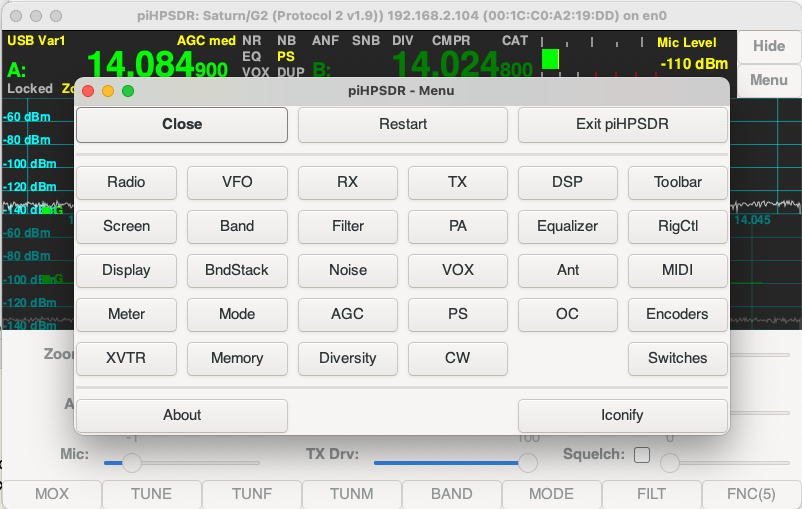 piHPSDR: Saturn/G2 (Protocol 2 v1.9)) 192.168.2.104 (00:1C:C0:A2:19:DD) on en0
USB Var1 AGC med NR NB ANF SNB DIV CMPR CAT Mic Level Hide
A: 14.084900 EQ PS VOX DUP B: 14.024800 -110 dBm Menu
Locked
piHPSDR - Menu
Close Restart Exit piHPSDR
Radio VFO RX TX DSP Toolbar
Screen Band Filter PA Equalizer RigCtl
Display BndStack Noise VOX Ant MIDI
Meter Mode AGC PS OC Encoders
XVTR Memory Diversity CW Switches
About Iconify
-60 dBm
-80 dBm
-100 dBm
-120 dBm
-140 dBm
14.045
-60 dBm
-80 dBm
-100 dBm
-120 dBm
-140 dBm
Mic: -1 TX Drv: 100 Squelch: 0
MOX TUNE TUNF TUNM BAND MODE FILT FNC(5)